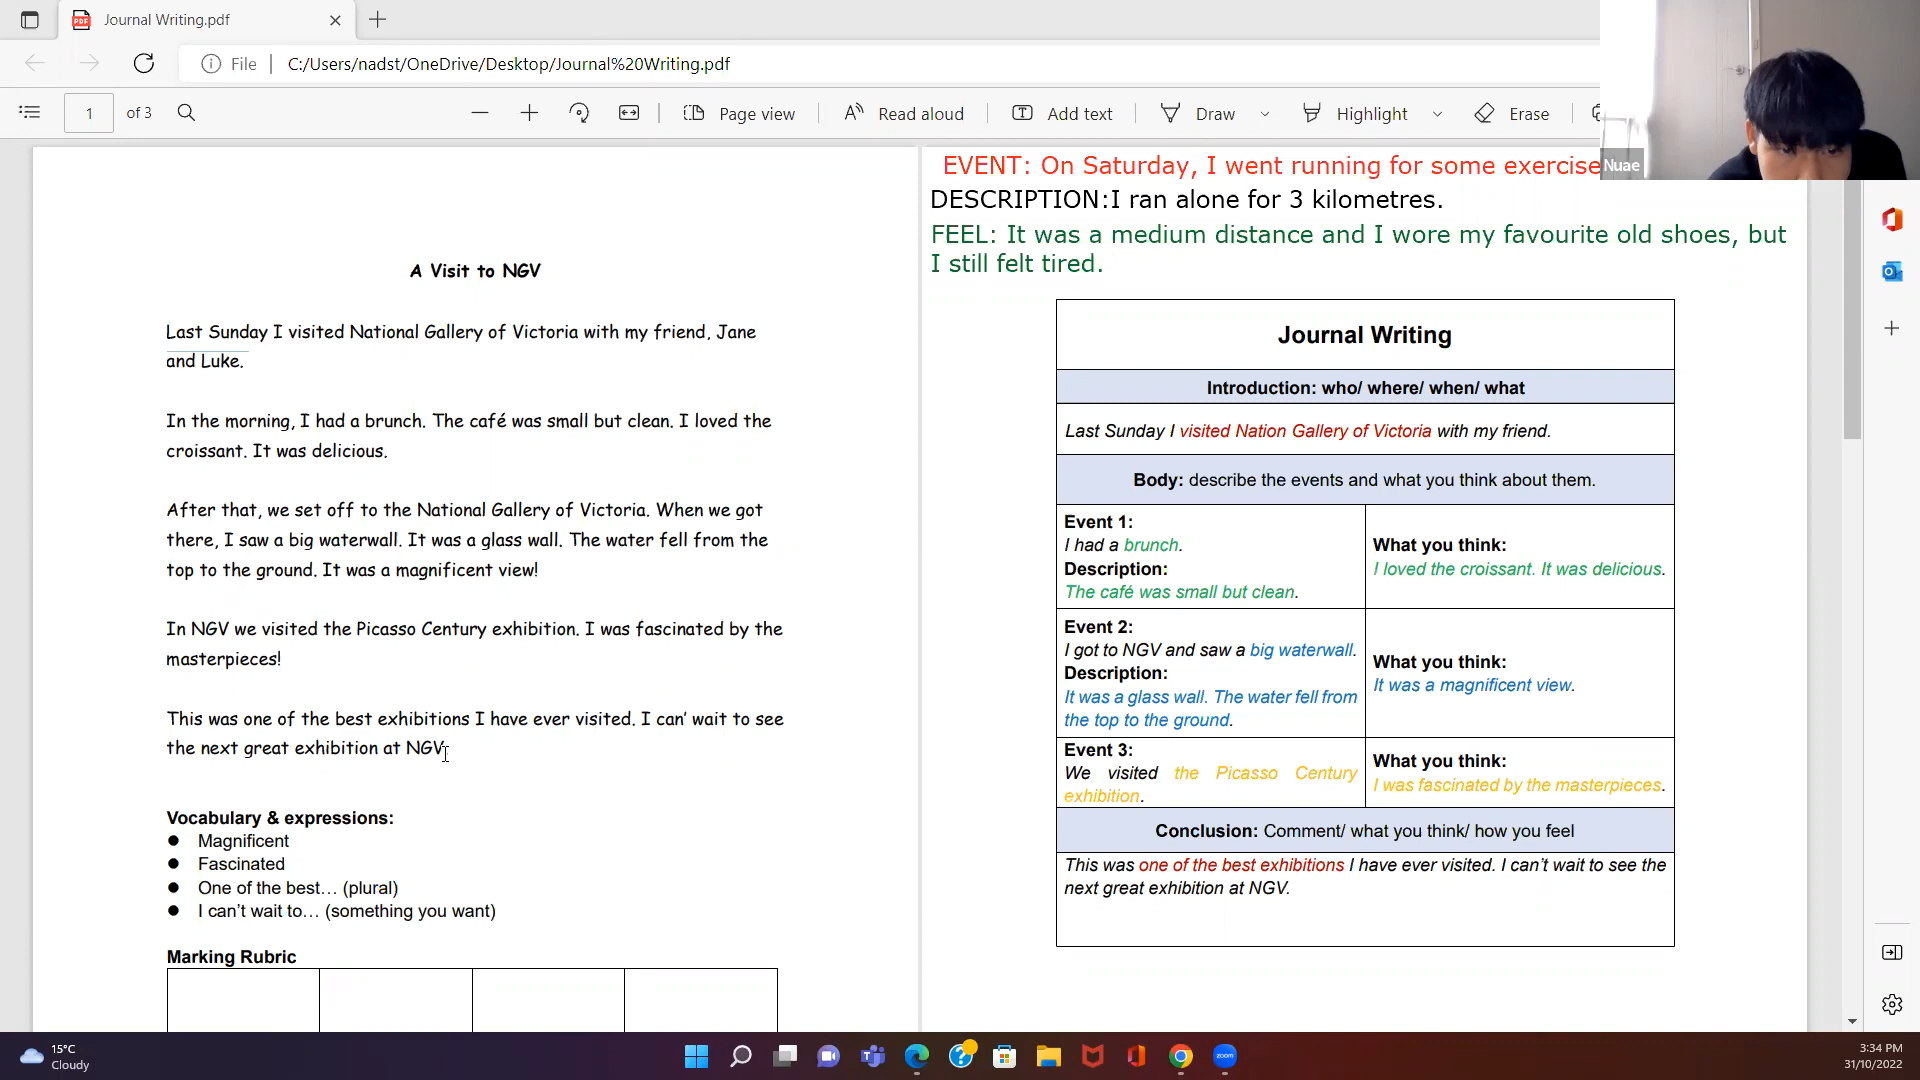 Journal Writing.pdf
File
C:/Users/nadst/OneDrive/Desktop/Journal%20Writing.pdf
1 of 3
Page view
Read aloud
Add text
Draw
Highlight
Erase
Nuae
A Visit to NGV
Last Sunday I visited National Gallery of Victoria with my friend, Jane
and Luke.
In the morning, I had a brunch. The café was small but clean. I loved the
croissant. It was delicious.
After that, we set off to the National Gallery of Victoria. When we got
there, I saw a big waterwall. It was a glass wall. The water fell from the
top to the ground. It was a magnificent view!
In NGV we visited the Picasso Century exhibition. I was fascinated by the
masterpieces!
This was one of the best exhibitions I have ever visited. I can' wait to see
the next great exhibition at NGV.
Vocabulary & expressions:
● Magnificent
● Fascinated
● One of the best… (plural)
● I can't wait to… (something you want)
Marking Rubric
EVENT: On Saturday, I went running for some exercise
DESCRIPTION:I ran alone for 3 kilometres.
FEEL: It was a medium distance and I wore my favourite old shoes, but
I still felt tired.
Journal Writing
Introduction: who/ where/ when/ what
Last Sunday I visited Nation Gallery of Victoria with my friend.
Body: describe the events and what you think about them.
Event 1:
I had a brunch.
Description:
The café was small but clean.
What you think:
I loved the croissant. It was delicious.
Event 2:
I got to NGV and saw a big waterwall.
Description:
It was a glass wall. The water fell from
the top to the ground.
What you think:
It was a magnificent view.
Event 3:
We visited the Picasso Century
exhibition.
What you think:
I was fascinated by the masterpieces.
Conclusion: Comment/ what you think/ how you feel
This was one of the best exhibitions I have ever visited. I can't wait to see the
next great exhibition at NGV.
15°C
Cloudy
zoom
3:34 PM
31/10/2022